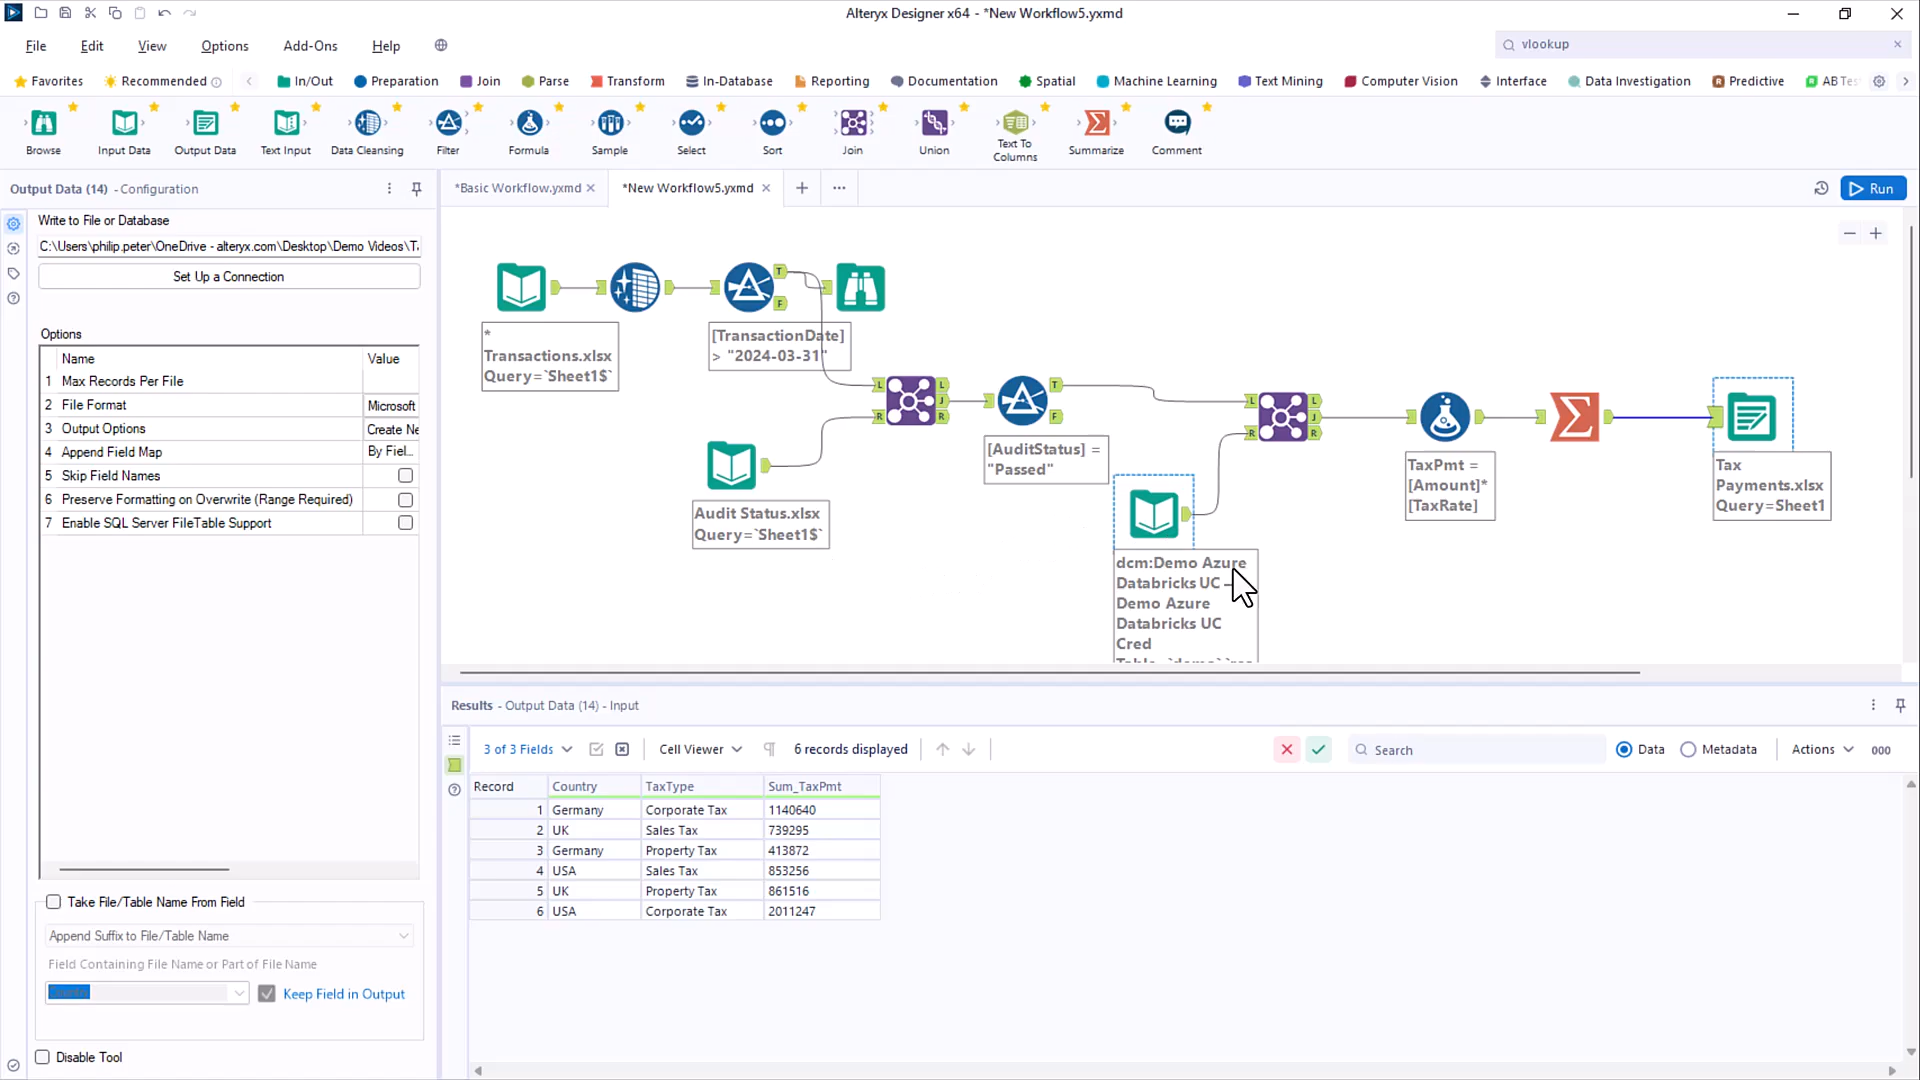 Alteryx Designer x64 - *New Workflow5.yxmd
File Edit View Options Add-Ons Help
vlookup
Favorites Recommended In/Out Preparation Join Parse Transform In-Database Reporting Documentation Spatial Machine Learning Text Mining Computer Vision Interface Data Investigation Predictive AB Tes
Browse Input Data Output Data Text Input Data Cleansing Filter Formula Sample Select Sort Join Union Text To Columns Summarize Comment
Output Data (14) - Configuration
*Basic Workflow.yxmd *New Workflow5.yxmd
Run
Write to File or Database
C:\Users\philip.peter\OneDrive - alteryx.com\Desktop\Demo Videos\T
Set Up a Connection
Options
Name Value
1 Max Records Per File
2 File Format Microsoft
3 Output Options Create Ne
4 Append Field Map By Fiel...
5 Skip Field Names
6 Preserve Formatting on Overwrite (Range Required)
7 Enable SQL Server FileTable Support
Take File/Table Name From Field
Append Suffix to File/Table Name
Field Containing File Name or Part of File Name
Keep Field in Output
Disable Tool
*
Transactions.xlsx
Query=`Sheet1$`
T
F
[TransactionDate]
> "2024-03-31"
L
R
L
J
R
Audit Status.xlsx
Query=`Sheet1$`
T
F
[AuditStatus] =
"Passed"
L
R
L
J
R
dcm:Demo Azure
Databricks UC –
Demo Azure
Databricks UC
Cred
TaxPmt =
[Amount]*
[TaxRate]
Tax
Payments.xlsx
Query=Sheet1
Results - Output Data (14) - Input
3 of 3 Fields Cell Viewer 6 records displayed Search Data Metadata Actions 000
Record Country TaxType Sum_TaxPmt
1 Germany Corporate Tax 1140640
2 UK Sales Tax 739295
3 Germany Property Tax 413872
4 USA Sales Tax 853256
5 UK Property Tax 861516
6 USA Corporate Tax 2011247